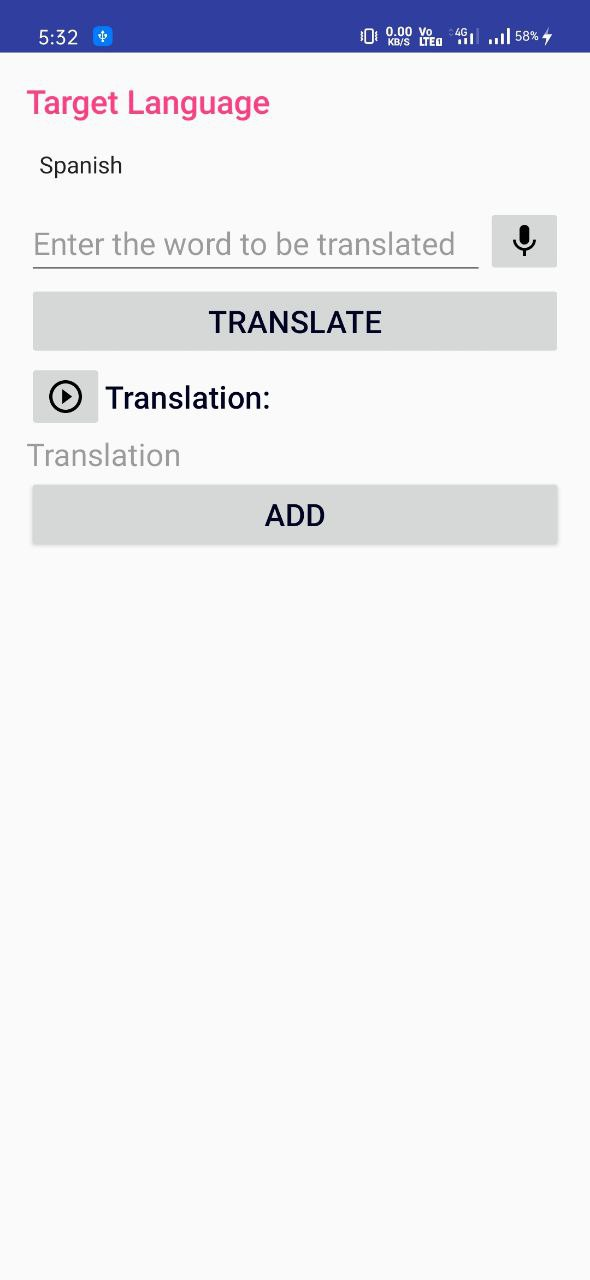 5:32 0.00 KB/S Vo LTE1 4G 58%
Target Language
Spanish
Enter the word to be translated
TRANSLATE
Translation:
Translation
ADD